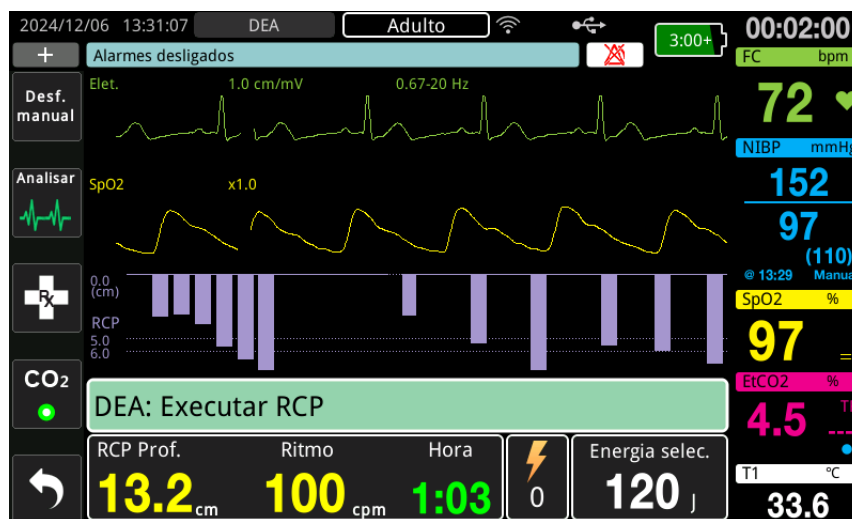 2024/12/06 13:31:07 DEA Adulto 3:00+ 00:02:00
+ Alarmes desligados
Desf. manual
Analisar
CO2
Elet. 1.0 cm/mV 0.67-20 Hz
SpO2 x1.0
0.0
(cm)
RCP
5.0
6.0
DEA: Executar RCP
RCP Prof. Ritmo Hora
13.2 cm 100 cpm 1:03
0
Energia selec.
120 J
FC bpm
72
NIBP mmHg
152
97
(110)
@ 13:29 Manua
SpO2 %
97
EtCO2 %
4.5
---
T1 °C
33.6